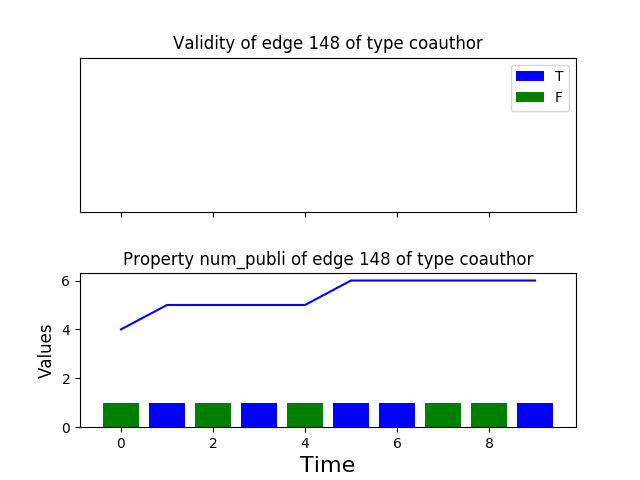 Validity of edge 148 of type coauthor
T
F
Property num_publi of edge 148 of type coauthor
6
4
2
0
Values
0 2 4 6 8
Time